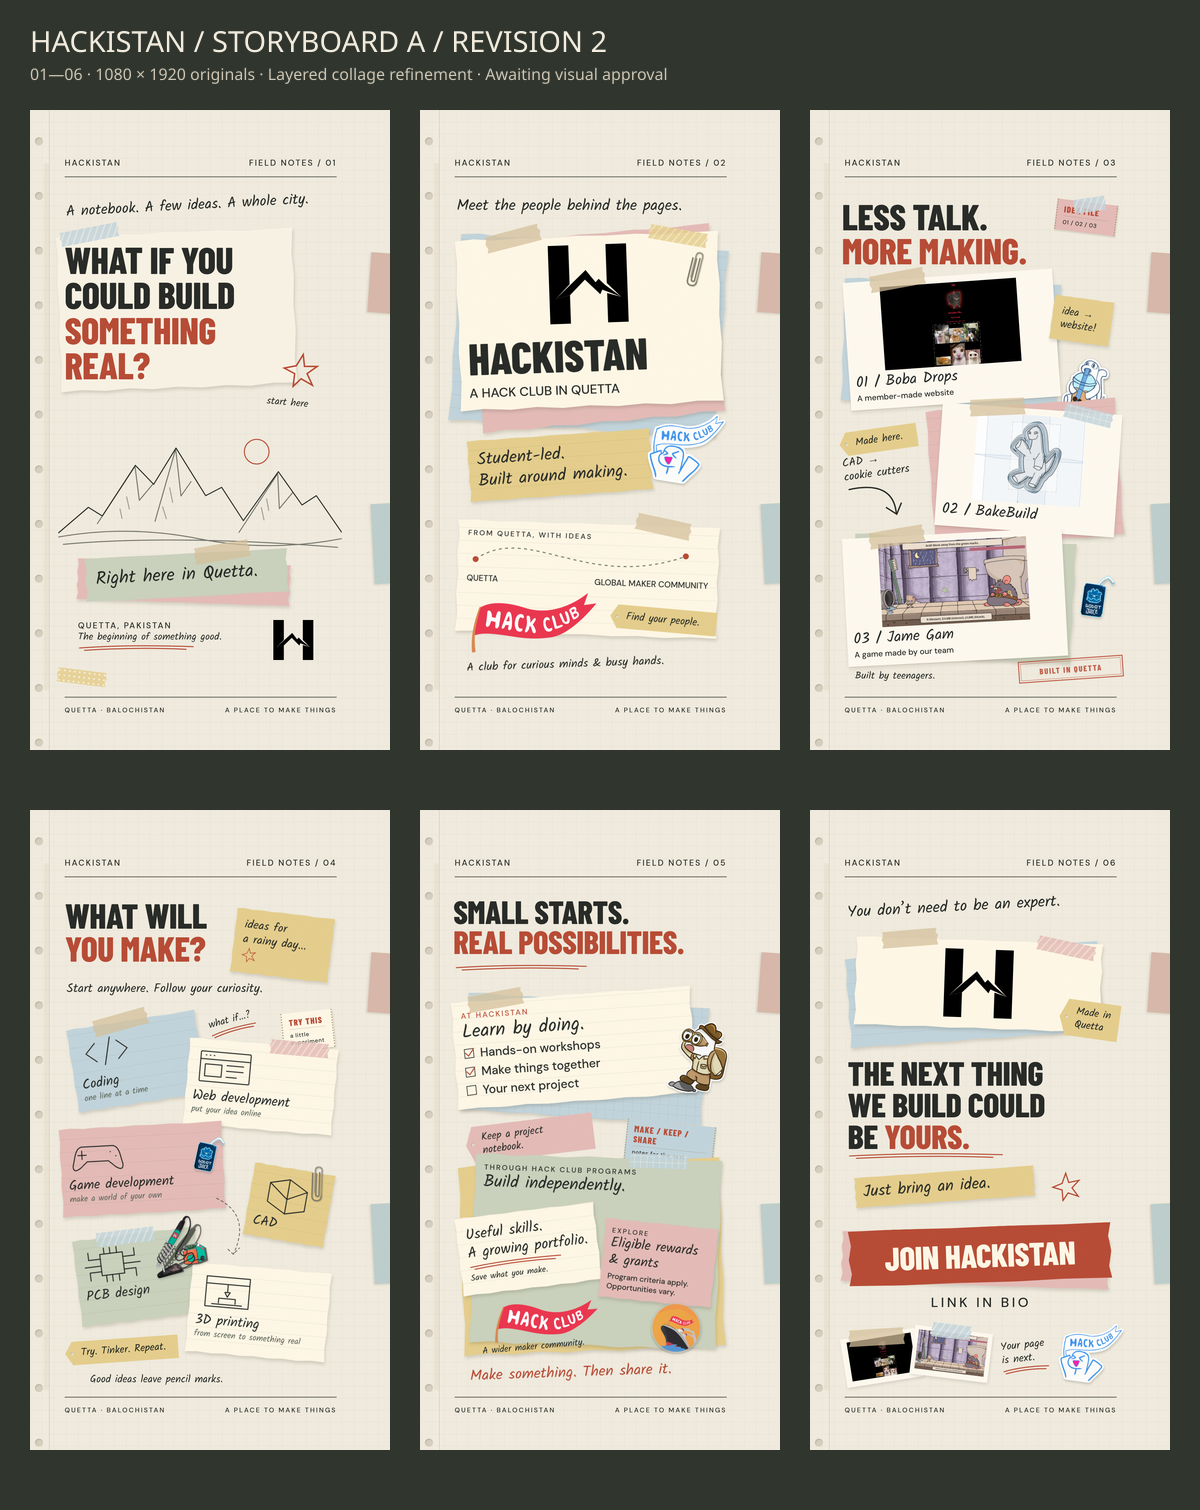 HACKISTAN / STORYBOARD A / REVISION 2
01—06 · 1080 × 1920 originals · Layered collage refinement · Awaiting visual approval
HACKISTAN
FIELD NOTES / 01
A notebook. A few ideas. A whole city.
WHAT IF YOU
COULD BUILD
SOMETHING
REAL?
start here
Right here in Quetta.
QUETTA, PAKISTAN
The beginning of something good.
QUETTA · BALOCHISTAN
A PLACE TO MAKE THINGS
HACKISTAN
FIELD NOTES / 02
Meet the people behind the pages.
HACKISTAN
A HACK CLUB IN QUETTA
Student-led.
Built around making.
HACK CLUB
FROM QUETTA, WITH IDEAS
QUETTA
GLOBAL MAKER COMMUNITY
HACK CLUB
Find your people.
A club for curious minds & busy hands.
QUETTA · BALOCHISTAN
A PLACE TO MAKE THINGS
HACKISTAN
FIELD NOTES / 03
LESS TALK.
MORE MAKING.
01 / 02 / 03
idea →
website!
01 / Boba Drops
A member-made website
Made here.
CAD →
cookie cutters
02 / BakeBuild
03 / Jame Gam
A game made by our team
Built by teenagers.
BUILT IN QUETTA
QUETTA · BALOCHISTAN
A PLACE TO MAKE THINGS
HACKISTAN
FIELD NOTES / 04
WHAT WILL
YOU MAKE?
ideas for
a rainy day...
Start anywhere. Follow your curiosity.
what if...?
TRY THIS
a little
</>
Coding
one line at a time
Web development
put your idea online
Game development
make a world of your own
CAD
PCB design
3D printing
from screen to something real
Try. Tinker. Repeat.
Good ideas leave pencil marks.
QUETTA · BALOCHISTAN
A PLACE TO MAKE THINGS
HACKISTAN
FIELD NOTES / 05
SMALL STARTS.
REAL POSSIBILITIES.
AT HACKISTAN
Learn by doing.
Hands-on workshops
Make things together
Your next project
Keep a project
notebook.
MAKE / KEEP /
SHARE
THROUGH HACK CLUB PROGRAMS
Build independently.
Useful skills.
A growing portfolio.
Save what you make.
EXPLORE
Eligible rewards
& grants
Program criteria apply.
Opportunities vary.
HACK CLUB
A wider maker community.
Make something. Then share it.
QUETTA · BALOCHISTAN
A PLACE TO MAKE THINGS
HACKISTAN
FIELD NOTES / 06
You don't need to be an expert.
Made in
Quetta
THE NEXT THING
WE BUILD COULD
BE YOURS.
Just bring an idea.
JOIN HACKISTAN
LINK IN BIO
Your page
is next.
HACK CLUB
QUETTA · BALOCHISTAN
A PLACE TO MAKE THINGS